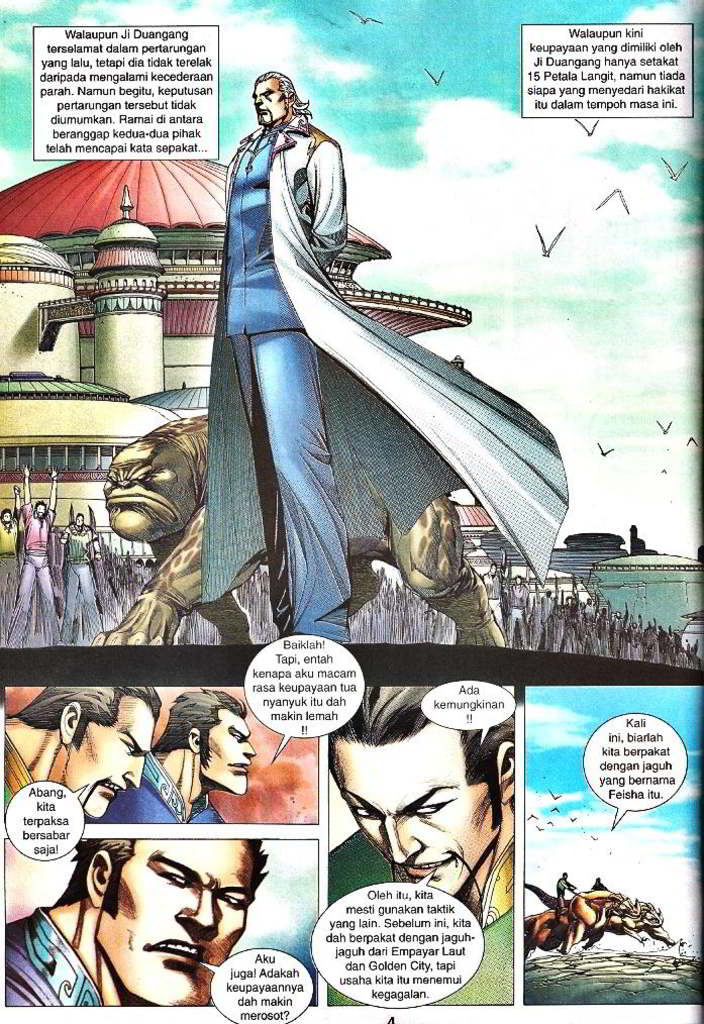 Walaupun Ji Duangang
terselamat dalam pertarungan
yang lalu, tetapi dia tidak terelak
daripada mengalami kecederaan
parah. Namun begitu, keputusan
pertarungan tersebut tidak
diumumkan. Ramai di antara
beranggap kedua-dua pihak
telah mencapai kata sepakat...
Walaupun kini
keupayaan yang dimiliki oleh
Ji Duangang hanya setakat
15 Petala Langit, namun tiada
siapa yang menyedari hakikat
itu dalam tempoh masa ini.
Abang,
kita
terpaksa
bersabar
saja!
Baiklah!
Tapi, entah
kenapa aku macam
rasa keupayaan tua
nyanyuk itu dah
makin lemah
!!
Aku
juga! Adakah
keupayaannya
dah makin
merosot?
Ada
kemungkinan
!!
Oleh itu, kita
mesti gunakan taktik
yang lain. Sebelum ini, kita
dah berpakat dengan jaguh-
jaguh dari Empayar Laut
dan Golden City, tapi
usaha kita itu menemui
kegagalan.
Kali
ini, biarlah
kita berpakat
dengan jaguh
yang bernama
Feisha itu.
4